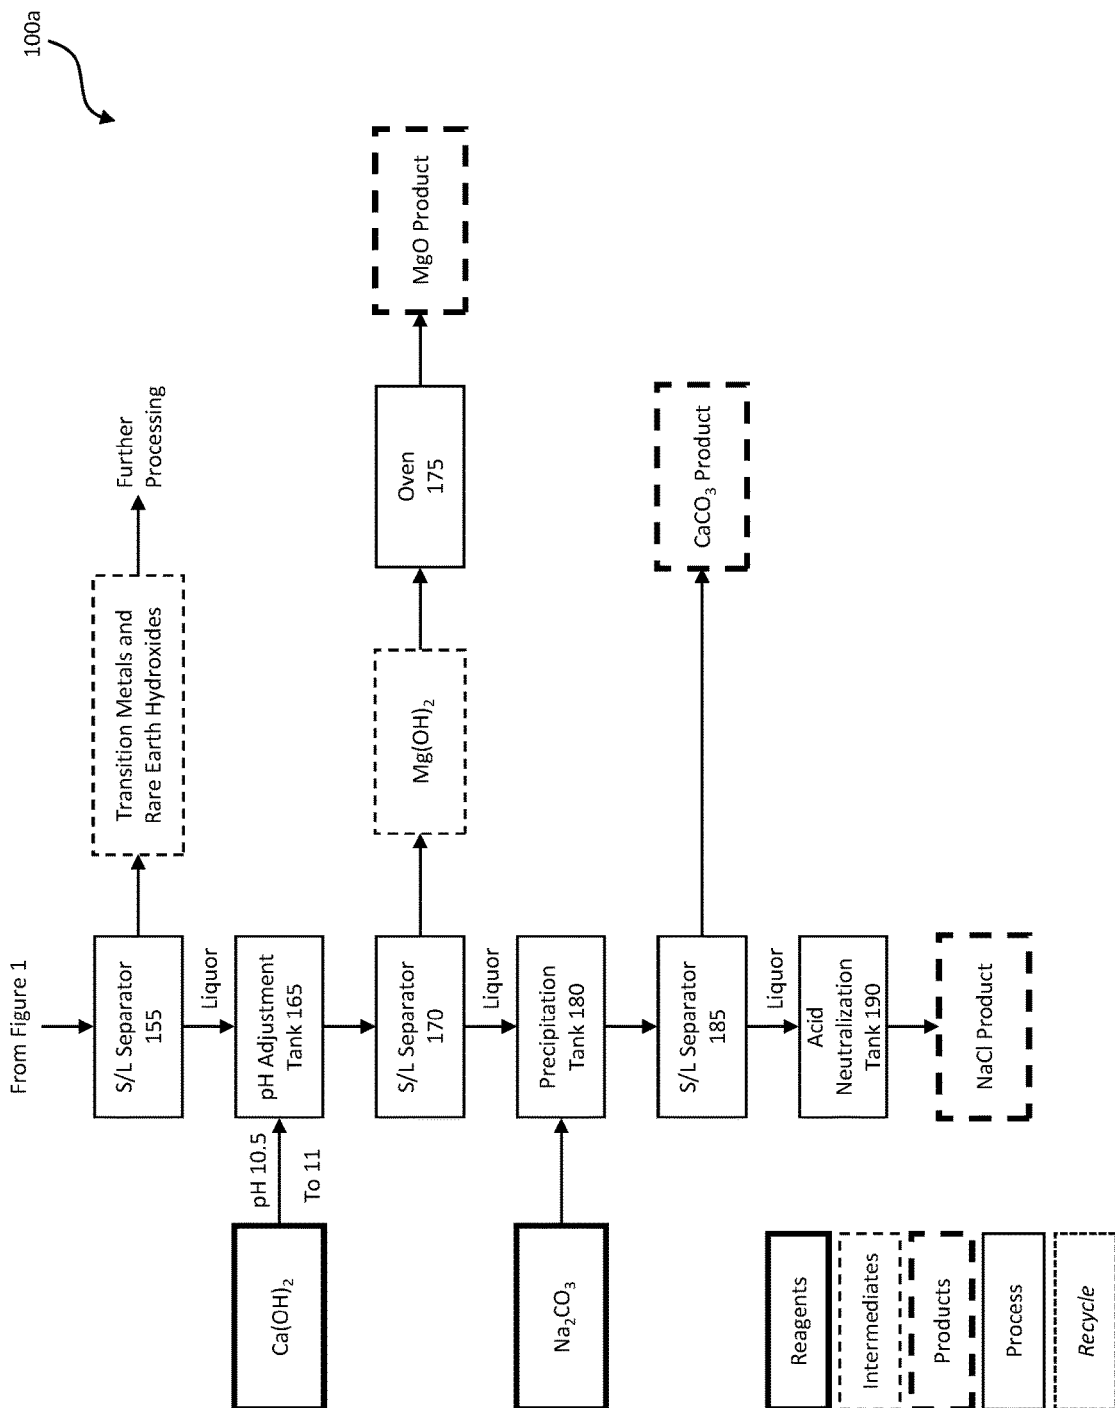 100a
From Figure 1
S/L Separator
155
Transition Metals and
Rare Earth Hydroxides
Further
Processing
Liquor
Ca(OH)₂
pH 10.5
To 11
pH Adjustment
Tank 165
S/L Separator
170
Mg(OH)₂
Oven
175
MgO Product
Liquor
Na₂CO₃
Precipitation
Tank 180
S/L Separator
185
CaCO₃ Product
Liquor
Acid
Neutralization
Tank 190
NaCl Product
Reagents
Intermediates
Products
Process
Recycle